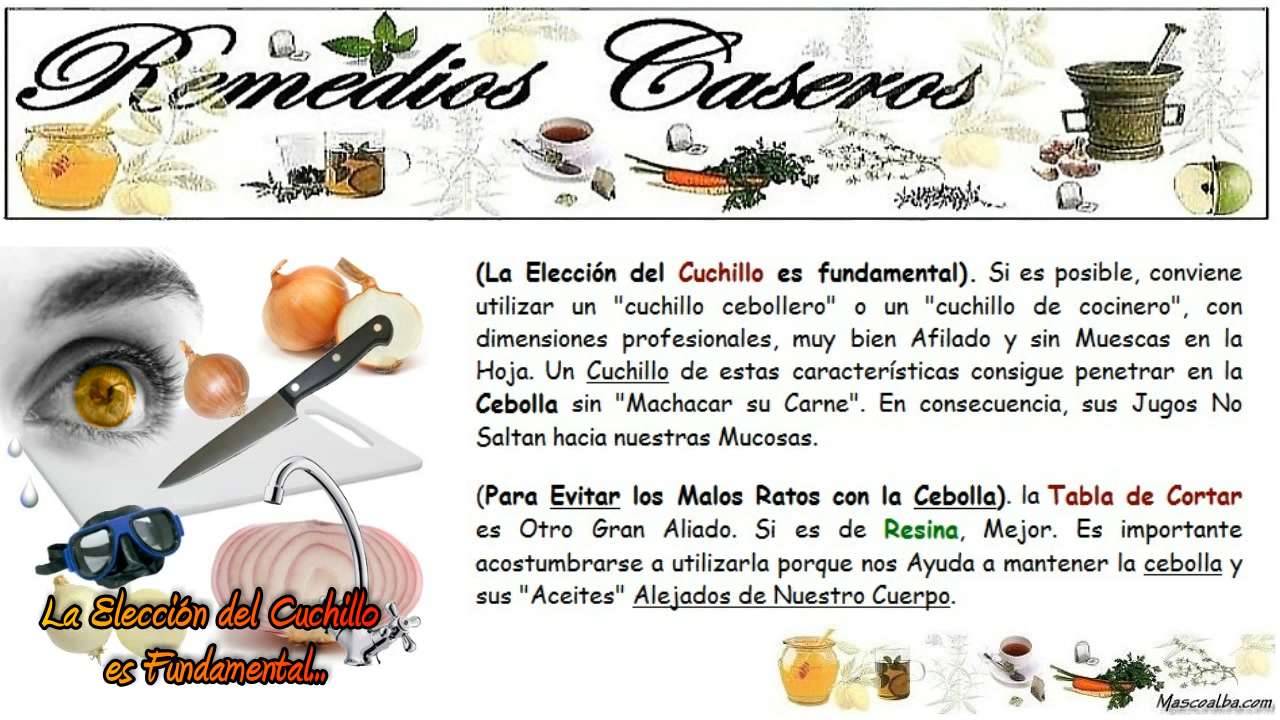 Remedios Caseros
(La Elección del Cuchillo es fundamental). Si es posible, conviene
utilizar un "cuchillo cebollero" o un "cuchillo de cocinero", con
dimensiones profesionales, muy bien Afilado y sin Muescas en la
Hoja. Un Cuchillo de estas características consigue penetrar en la
Cebolla sin "Machacar su Carne". En consecuencia, sus Jugos No
Saltan hacia nuestras Mucosas.
(Para Evitar los Malos Ratos con la Cebolla). la Tabla de Cortar
es Otro Gran Aliado. Si es de Resina, Mejor. Es importante
acostumbrarse a utilizarla porque nos Ayuda a mantener la cebolla y
sus "Aceites" Alejados de Nuestro Cuerpo.
La Elección del Cuchillo
es Fundamental...
Mascoalba.com